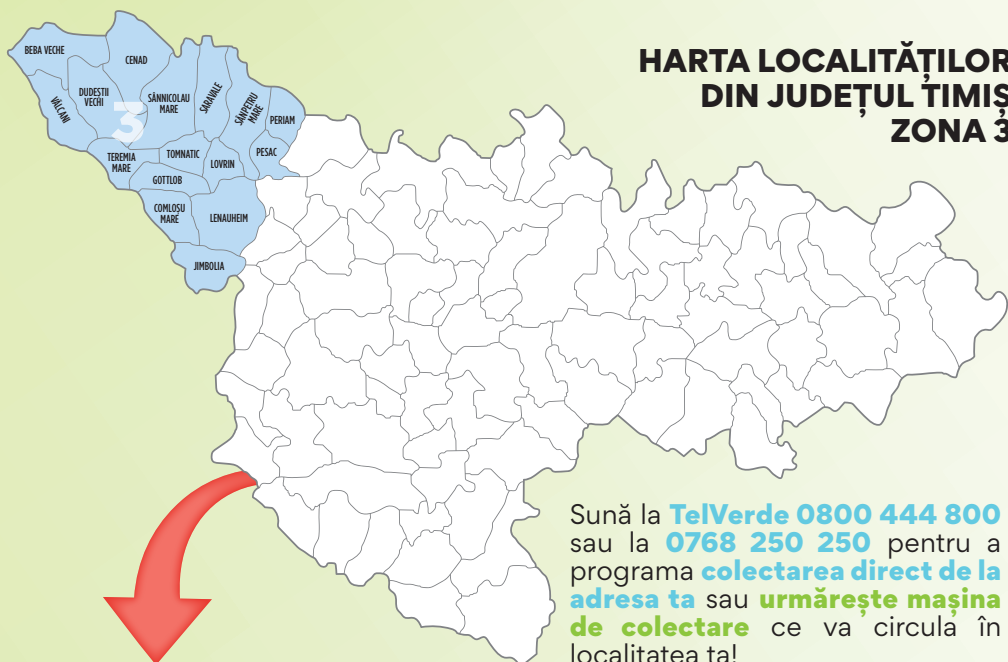 HARTA LOCALITĂȚILOR
DIN JUDEȚUL TIMIȘ
ZONA 3
BEBA VECHE
CENAD
DUDEȘTII
VECHI
VĂLCANI
SÂNNICOLAU
MARE
SARAVALE
SÂNPETRU
MARE
PERIAM
3
TEREMIA
MARE
TOMNATIC
LOVRIN
PESAC
GOTTLOB
COMLOȘU
MARE
LENAUHEIM
JIMBOLIA
Sună la TelVerde 0800 444 800
sau la 0768 250 250 pentru a
programa colectarea direct de la
adresa ta sau urmărește mașina
de colectare ce va circula în
localitatea ta!